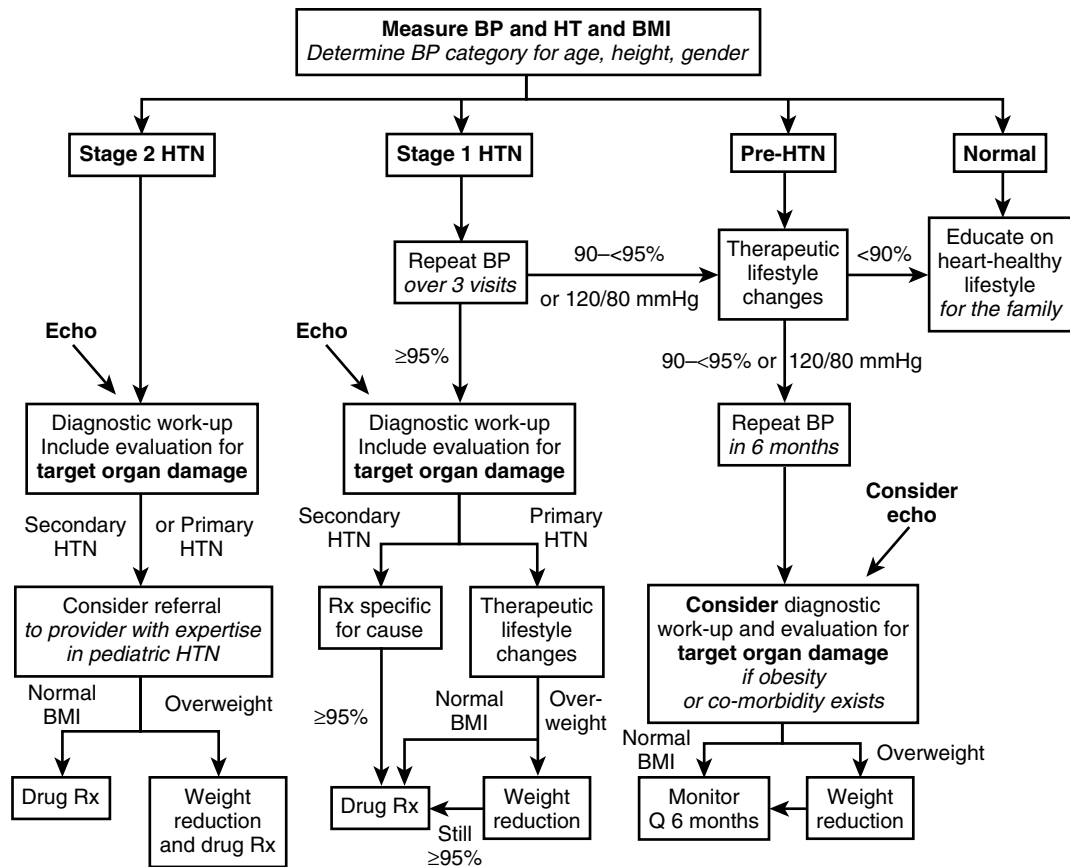 Measure BP and HT and BMI
Determine BP category for age, height, gender
Stage 2 HTN
Stage 1 HTN
Pre-HTN
Normal
Repeat BP
over 3 visits
90–<95%
or 120/80 mmHg
Therapeutic
lifestyle
changes
<90%
Educate on
heart-healthy
lifestyle
for the family
Echo
Echo
≥95%
90–<95% or 120/80 mmHg
Diagnostic work-up
Include evaluation for
target organ damage
Diagnostic work-up
Include evaluation for
target organ damage
Repeat BP
in 6 months
Consider
echo
Secondary
HTN
or Primary
HTN
Secondary
HTN
Primary
HTN
Consider referral
to provider with expertise
in pediatric HTN
Rx specific
for cause
Therapeutic
lifestyle
changes
Consider diagnostic
work-up and evaluation for
target organ damage
if obesity
or co-morbidity exists
Normal
BMI
Overweight
≥95%
Normal
BMI
Over-
weight
Normal
BMI
Overweight
Drug Rx
Weight
reduction
and drug Rx
Drug Rx
Still
≥95%
Weight
reduction
Monitor
Q 6 months
Weight
reduction